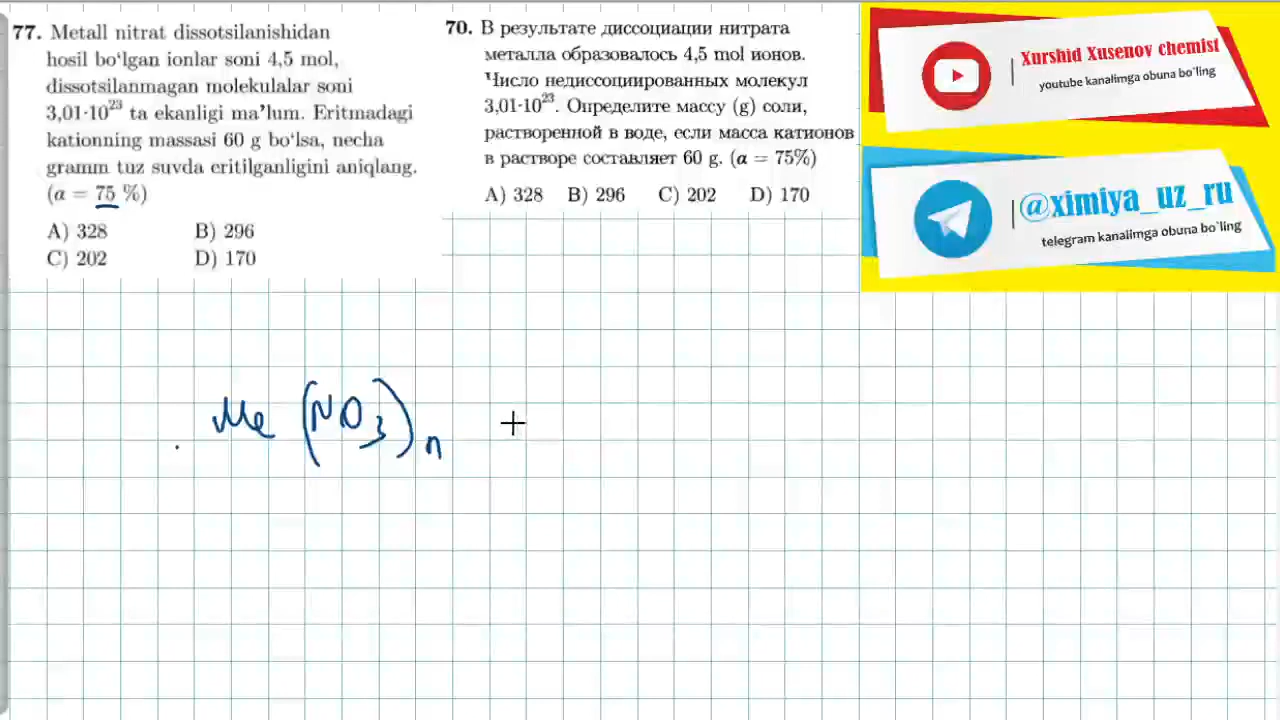 77. Metall nitrat dissotsilanishidan
hosil bo‘lgan ionlar soni 4,5 mol,
dissotsilanmagan molekulalar soni
3,01·10²³ ta ekanligi ma’lum. Eritmadagi
kationning massasi 60 g bo‘lsa, necha
gramm tuz suvda eritilganligini aniqlang.
(α = 75 %)
A) 328 B) 296
C) 202 D) 170
70. В результате диссоциации нитрата
металла образовалось 4,5 mol ионов.
Число недиссоциированных молекул
3,01·10²³. Определите массу (g) соли,
растворенной в воде, если масса катионов
в растворе составляет 60 g. (α = 75%)
A) 328 B) 296 C) 202 D) 170
Xurshid Xusenov chemist
youtube kanalimga obuna bo`ling
@ximiya_uz_ru
telegram kanalimga obuna bo`ling
Me (NO₃)ₙ